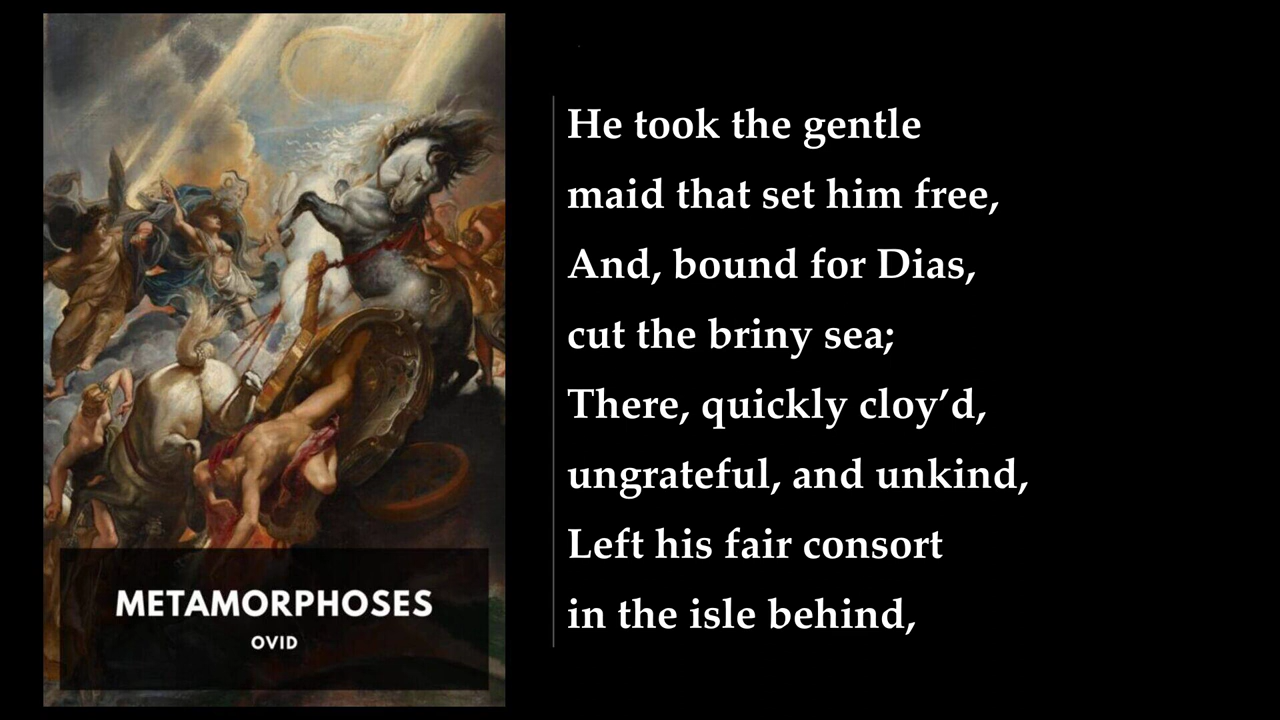 METAMORPHOSES
OVID
He took the gentle
maid that set him free,
And, bound for Dias,
cut the briny sea;
There, quickly cloy’d,
ungrateful, and unkind,
Left his fair consort
in the isle behind,